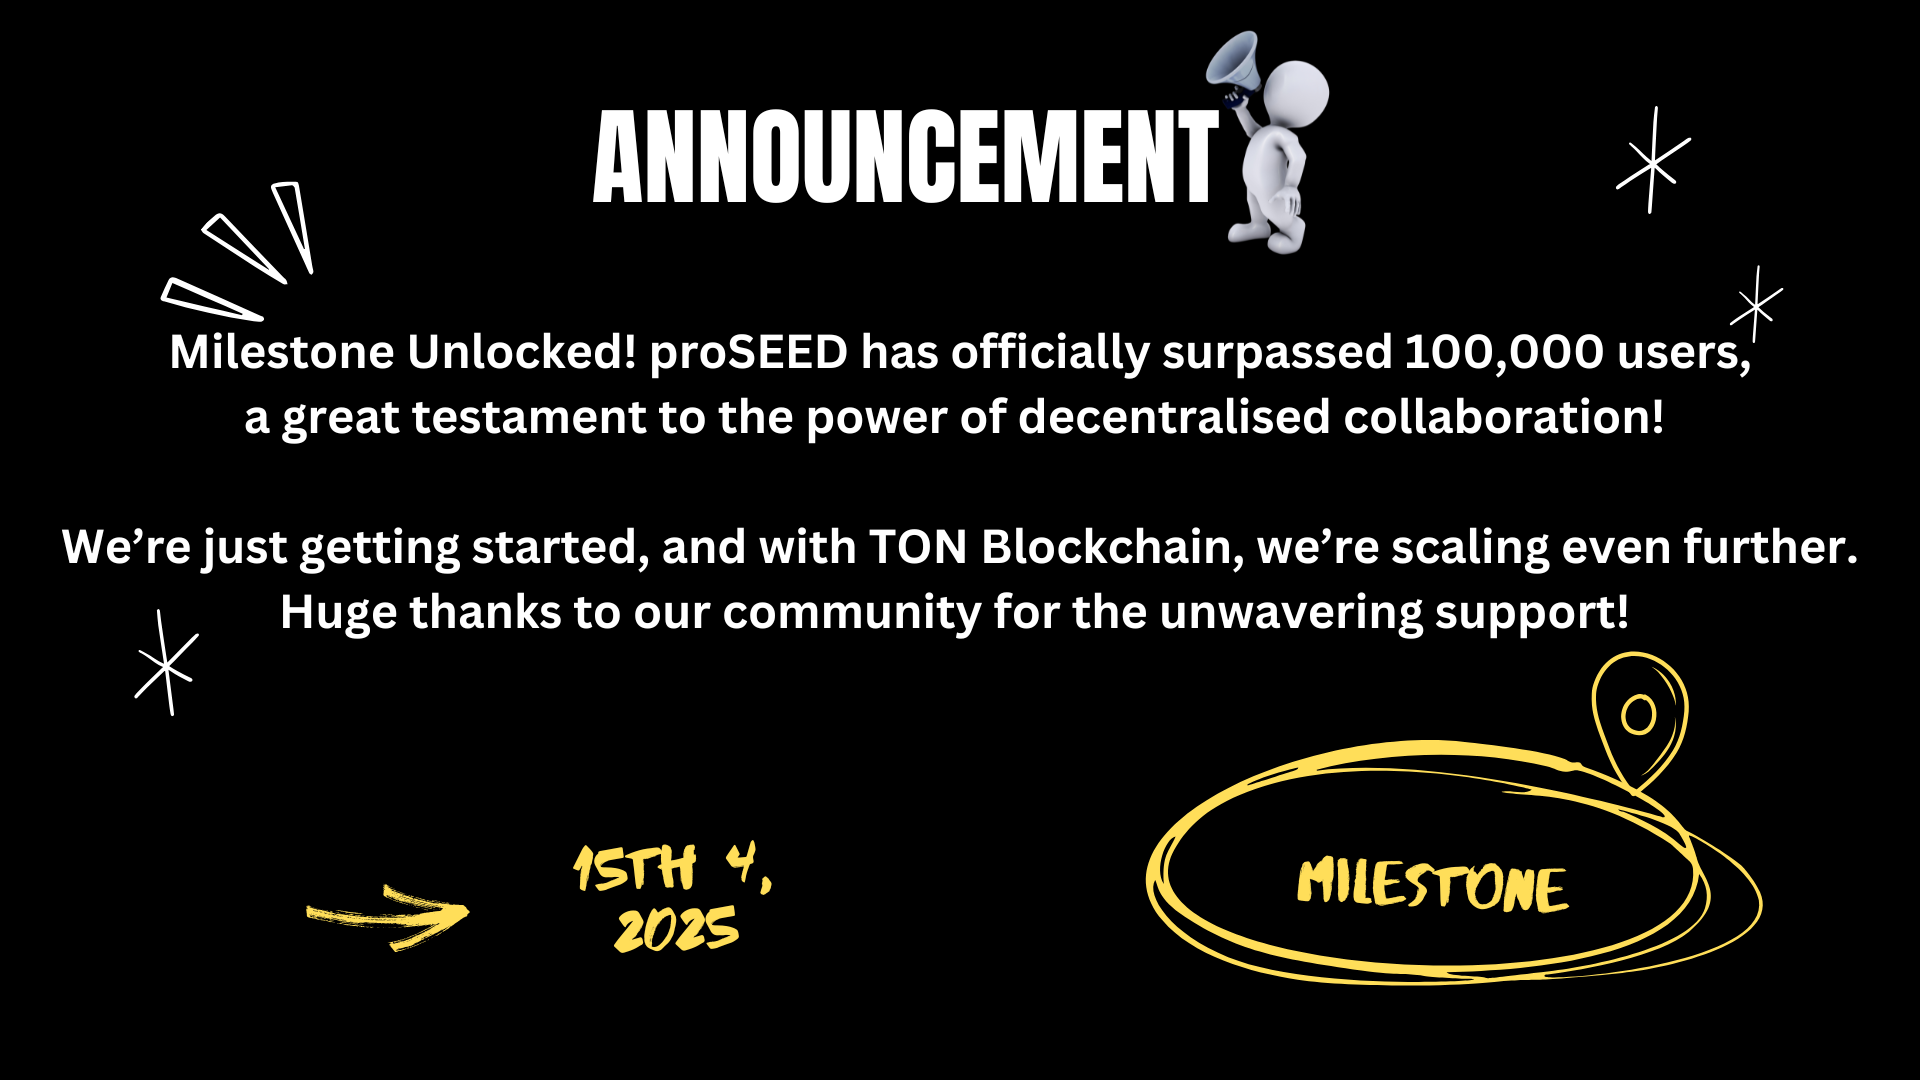 ANNOUNCEMENT
Milestone Unlocked! proSEED has officially surpassed 100,000 users,
a great testament to the power of decentralised collaboration!
We’re just getting started, and with TON Blockchain, we’re scaling even further.
Huge thanks to our community for the unwavering support!
15TH 4,
2025
MILESTONE